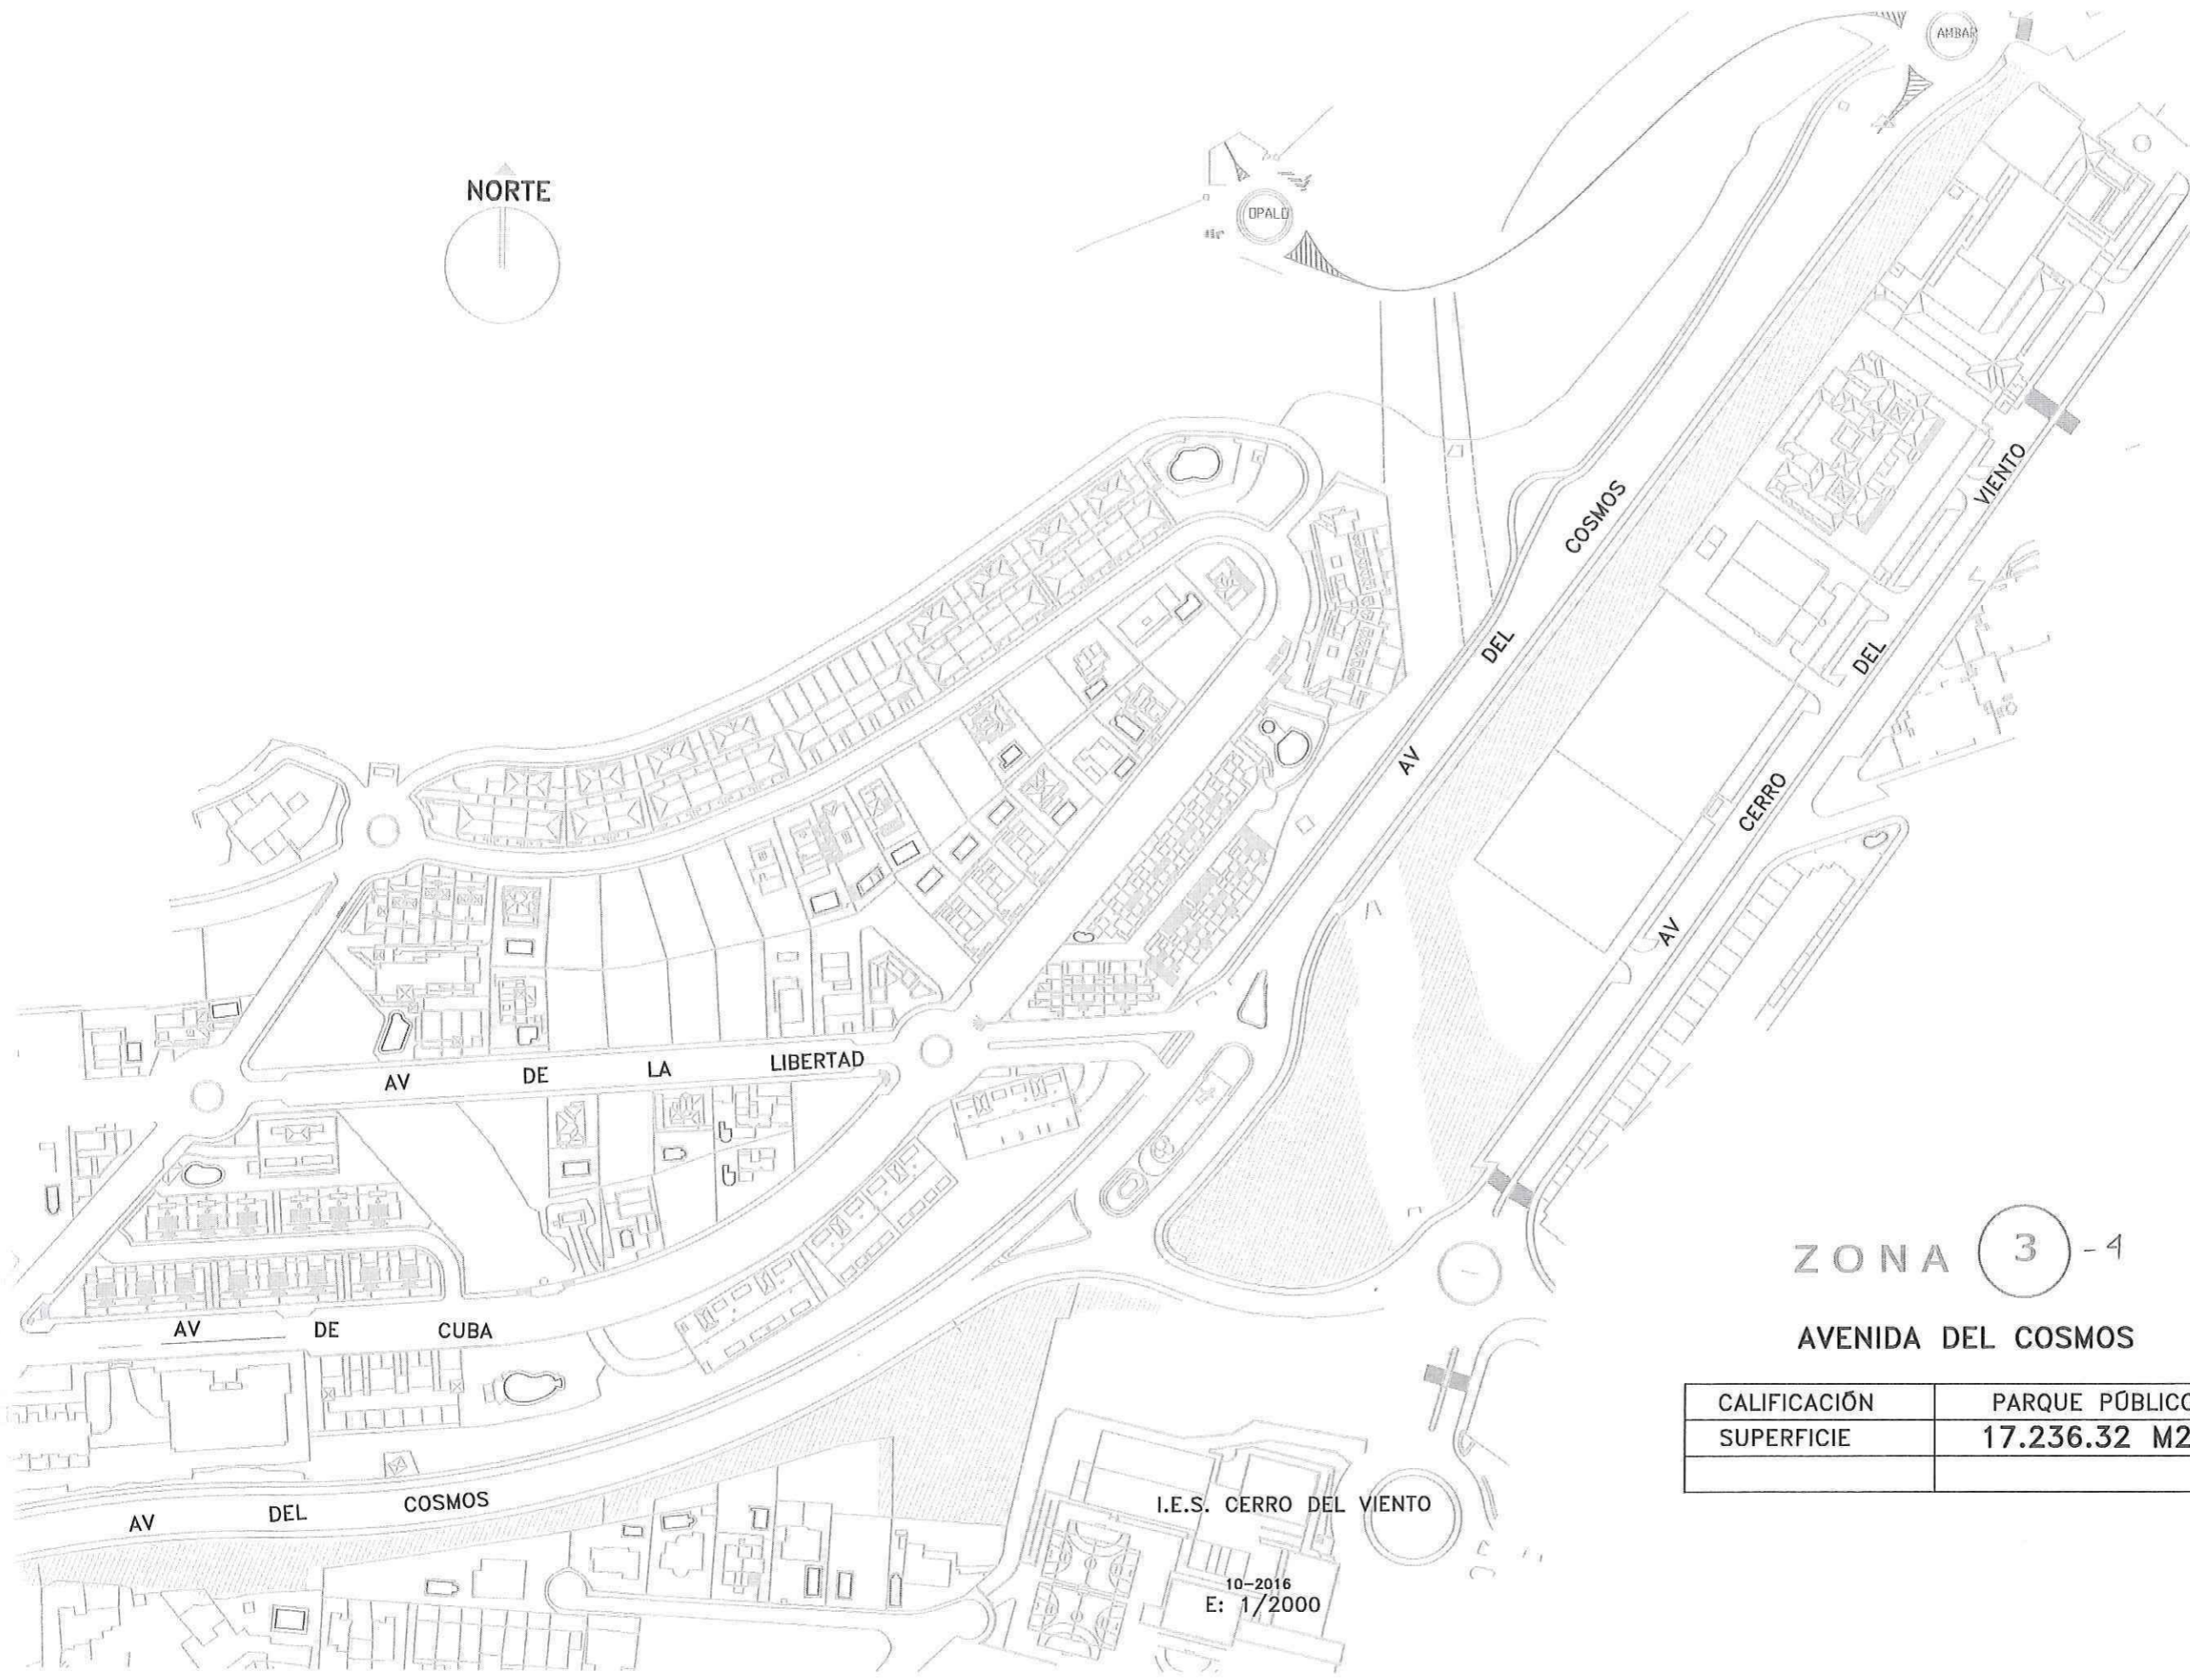 AMBAR
NORTE
OPALO
AV DEL COSMOS
AV CERRO DEL VIENTO
AV DE LA LIBERTAD
AV DE CUBA
AV DEL COSMOS
I.E.S. CERRO DEL VIENTO
10-2016
E: 1/2000
ZONA 3 -4
AVENIDA DEL COSMOS
CALIFICACIÓN PARQUE PÚBLICO
SUPERFICIE 17.236.32 M2